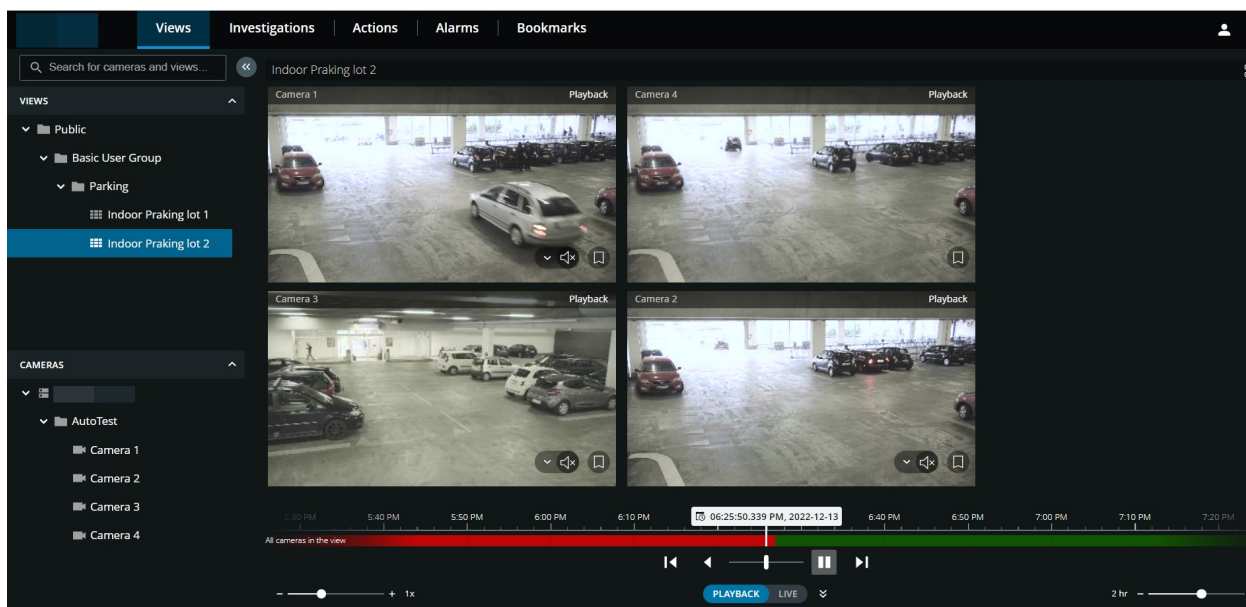 Views Investigations Actions Alarms Bookmarks
Search for cameras and views...
Indoor Praking lot 2
VIEWS
Public
Basic User Group
Parking
Indoor Praking lot 1
Indoor Praking lot 2
Camera 1 Playback
Camera 4 Playback
Camera 3 Playback
Camera 2 Playback
CAMERAS
AutoTest
Camera 1
Camera 2
Camera 3
Camera 4
5:30 PM 5:40 PM 5:50 PM 6:00 PM 6:10 PM 06:25:50.339 PM, 2022-12-13 6:40 PM 6:50 PM 7:00 PM 7:10 PM 7:20 PM
All cameras in the view
- + 1x
PLAYBACK LIVE
2 hr -